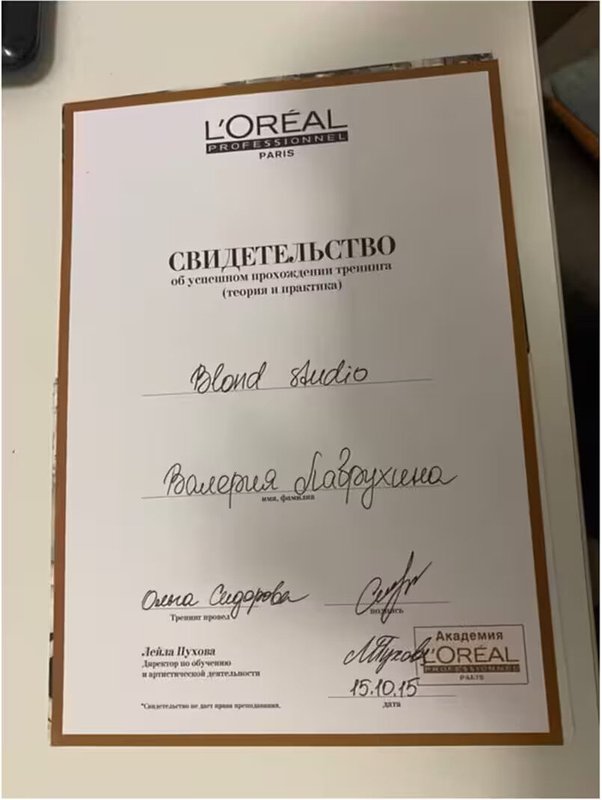 L'ORÉAL
PROFESSIONNEL
PARIS
СВИДЕТЕЛЬСТВО
об успешном прохождении тренинга
(теория и практика)
Blond studio
Валерия Лаврухина
имя, фамилия
Ольга Сидорова
Тренинг провел
подпись
Лейла Пухова
Директор по обучению
и артистической деятельности
Академия
L'ORÉAL
PROFESSIONNEL
PARIS
15.10.15
дата
*Свидетельство не дает права преподавания.